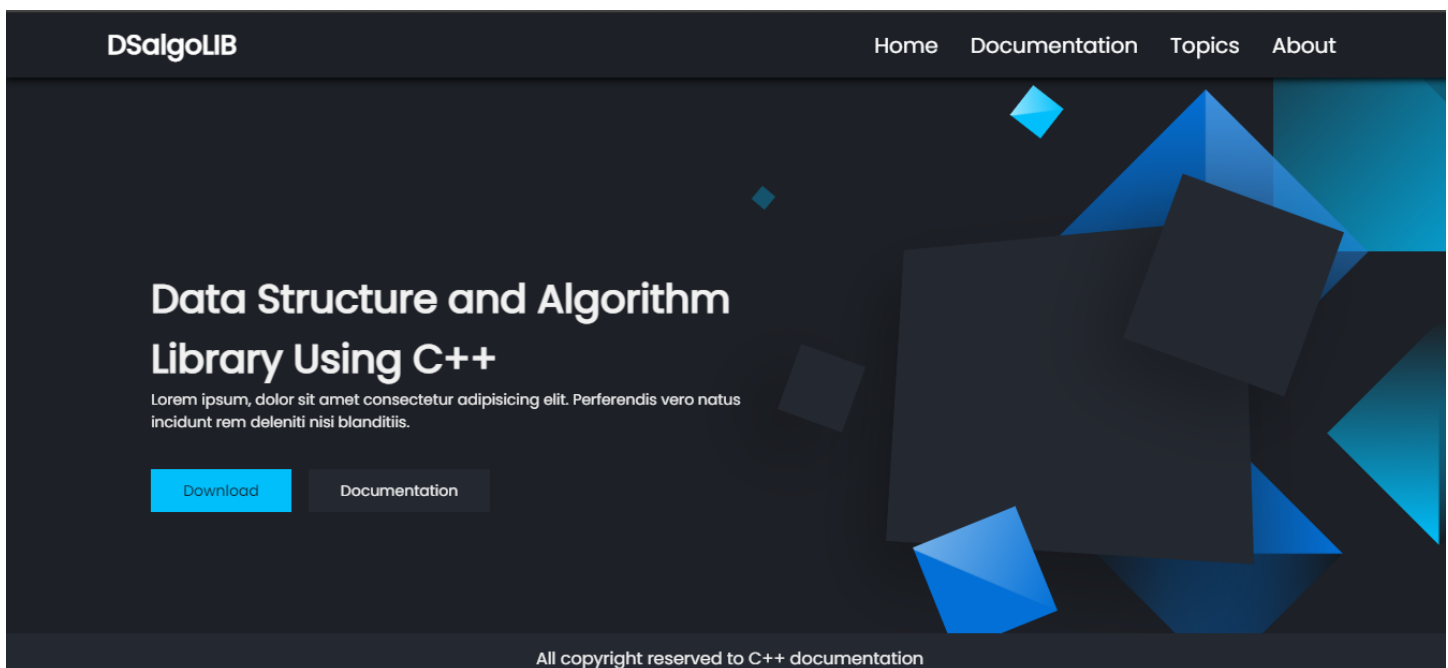 DSalgoLIB
Home Documentation Topics About
Data Structure and Algorithm
Library Using C++
Lorem ipsum, dolor sit amet consectetur adipisicing elit. Perferendis vero natus
incidunt rem deleniti nisi blanditiis.
Download Documentation
All copyright reserved to C++ documentation